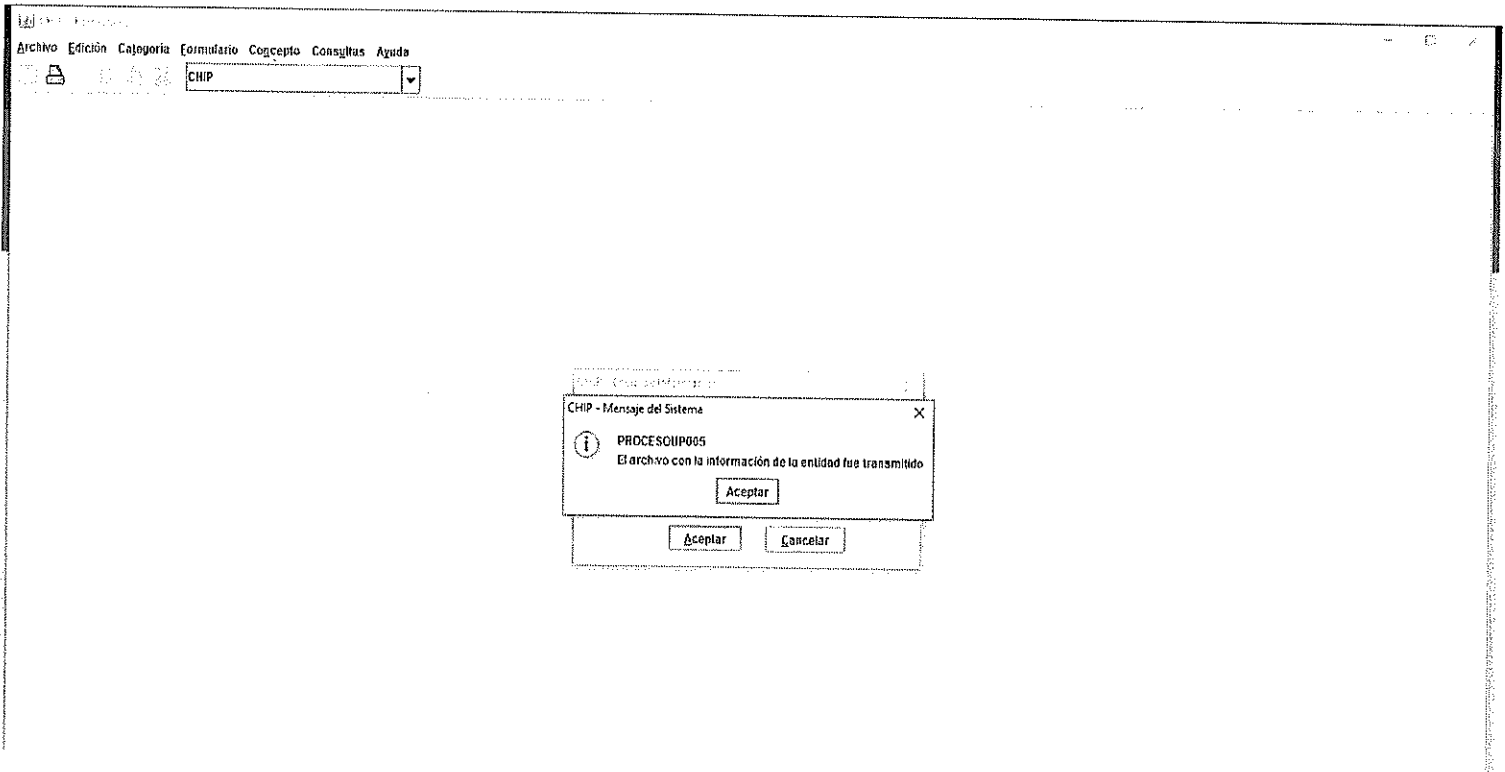 Archivo Edición Categoría Formulario Concepto Consultas Ayuda
CHIP
CHIP - Mensaje del Sistema
PROCESOUP005
El archivo con la información de la entidad fue transmitido
Aceptar
Aceptar Cancelar